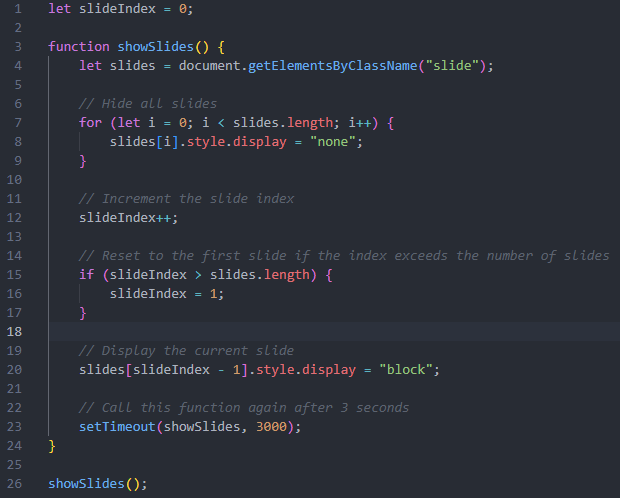 1 let slideIndex = 0;
2
3 function showSlides() {
4     let slides = document.getElementsByClassName("slide");
5
6     // Hide all slides
7     for (let i = 0; i < slides.length; i++) {
8         slides[i].style.display = "none";
9     }
10
11     // Increment the slide index
12     slideIndex++;
13
14     // Reset to the first slide if the index exceeds the number of slides
15     if (slideIndex > slides.length) {
16         slideIndex = 1;
17     }
18
19     // Display the current slide
20     slides[slideIndex - 1].style.display = "block";
21
22     // Call this function again after 3 seconds
23     setTimeout(showSlides, 3000);
24 }
25
26 showSlides();